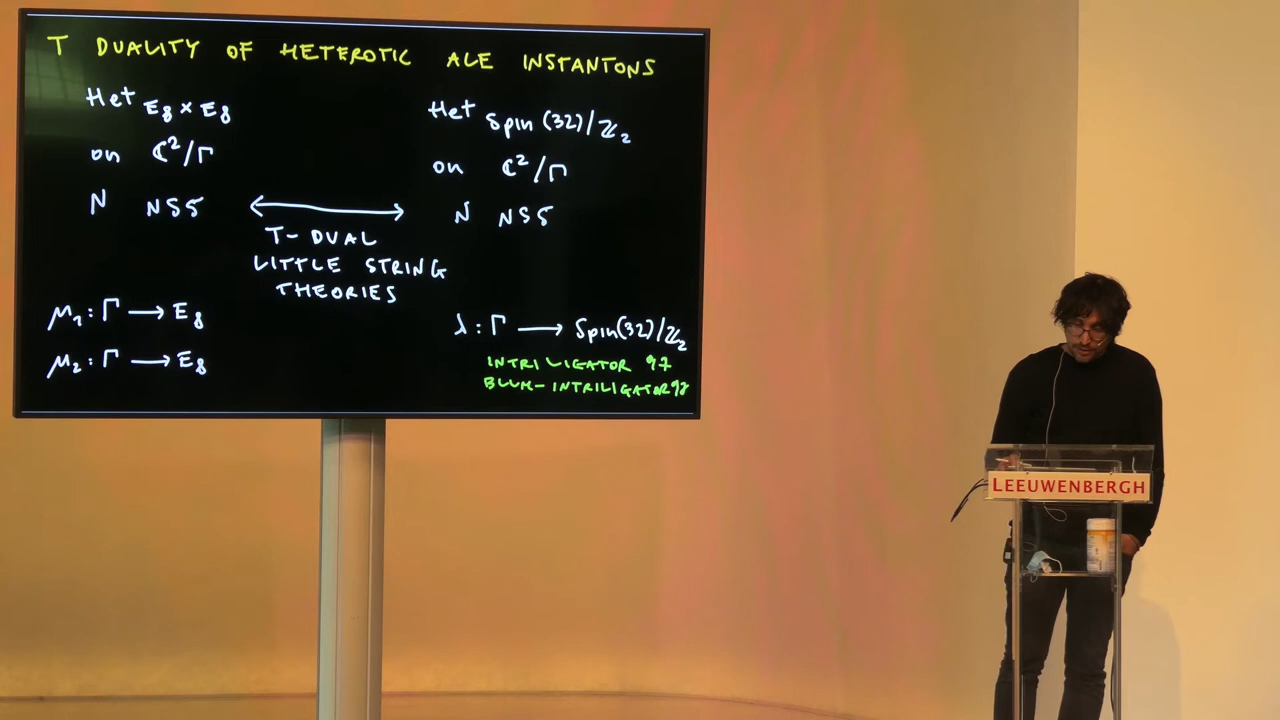 T DUALITY OF HETEROTIC ALE INSTANTONS
Het E8 × E8
on ℂ²/Γ
N NS5
Het Spin (32)/ℤ2
on ℂ²/Γ
N NS5
T-DUAL
LITTLE STRING
THEORIES
μ1 : Γ → E8
μ2 : Γ → E8
λ : Γ → Spin(32)/ℤ2
INTRILIGATOR 97
BLUM-INTRILIGATOR 97
LEEUWENBERGH